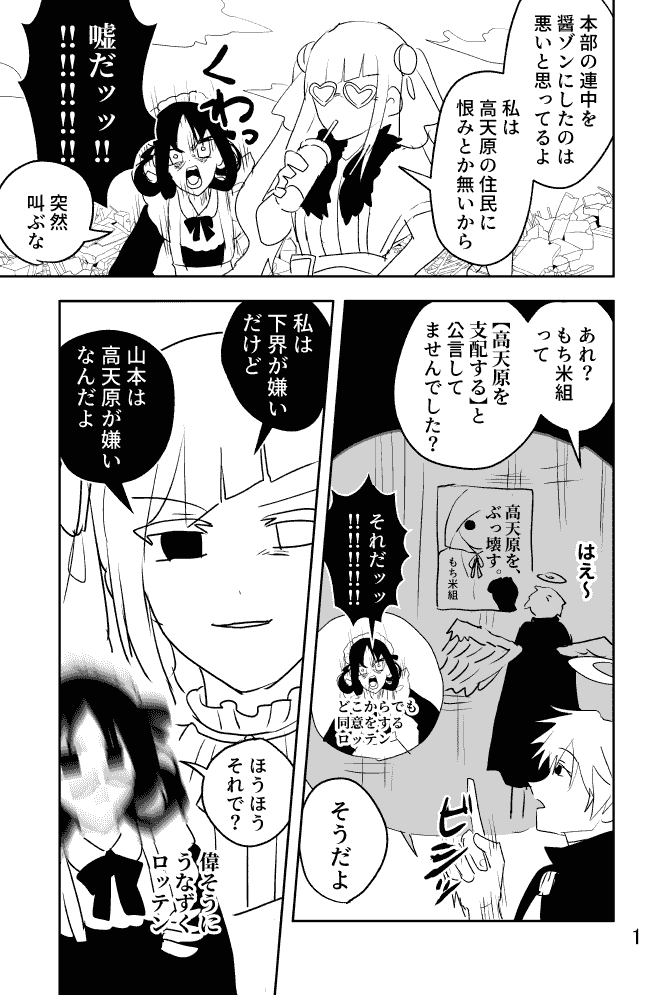 本部の連中を
醤ゾンにしたのは
悪いと思ってるよ
私は
高天原の住民に
恨みとか無いから
くわっ
嘘だッッ!!
!!!!!!!!!!
突然
叫ぶな
あれ?
もち米組
って
【高天原を
支配する】と
公言して
ませんでした?
高天原を、
ぶっ壊す。
もち米組
はえ〜
それだッッ
!!!!!!!!!!
どこからでも
同意をする
ロッテン
ビシッ
そうだよ
私は
下界が嫌い
だけど
山本は
高天原が嫌い
なんだよ
ほうほう
それで?
偉そうに
うなずく
ロッテン
1